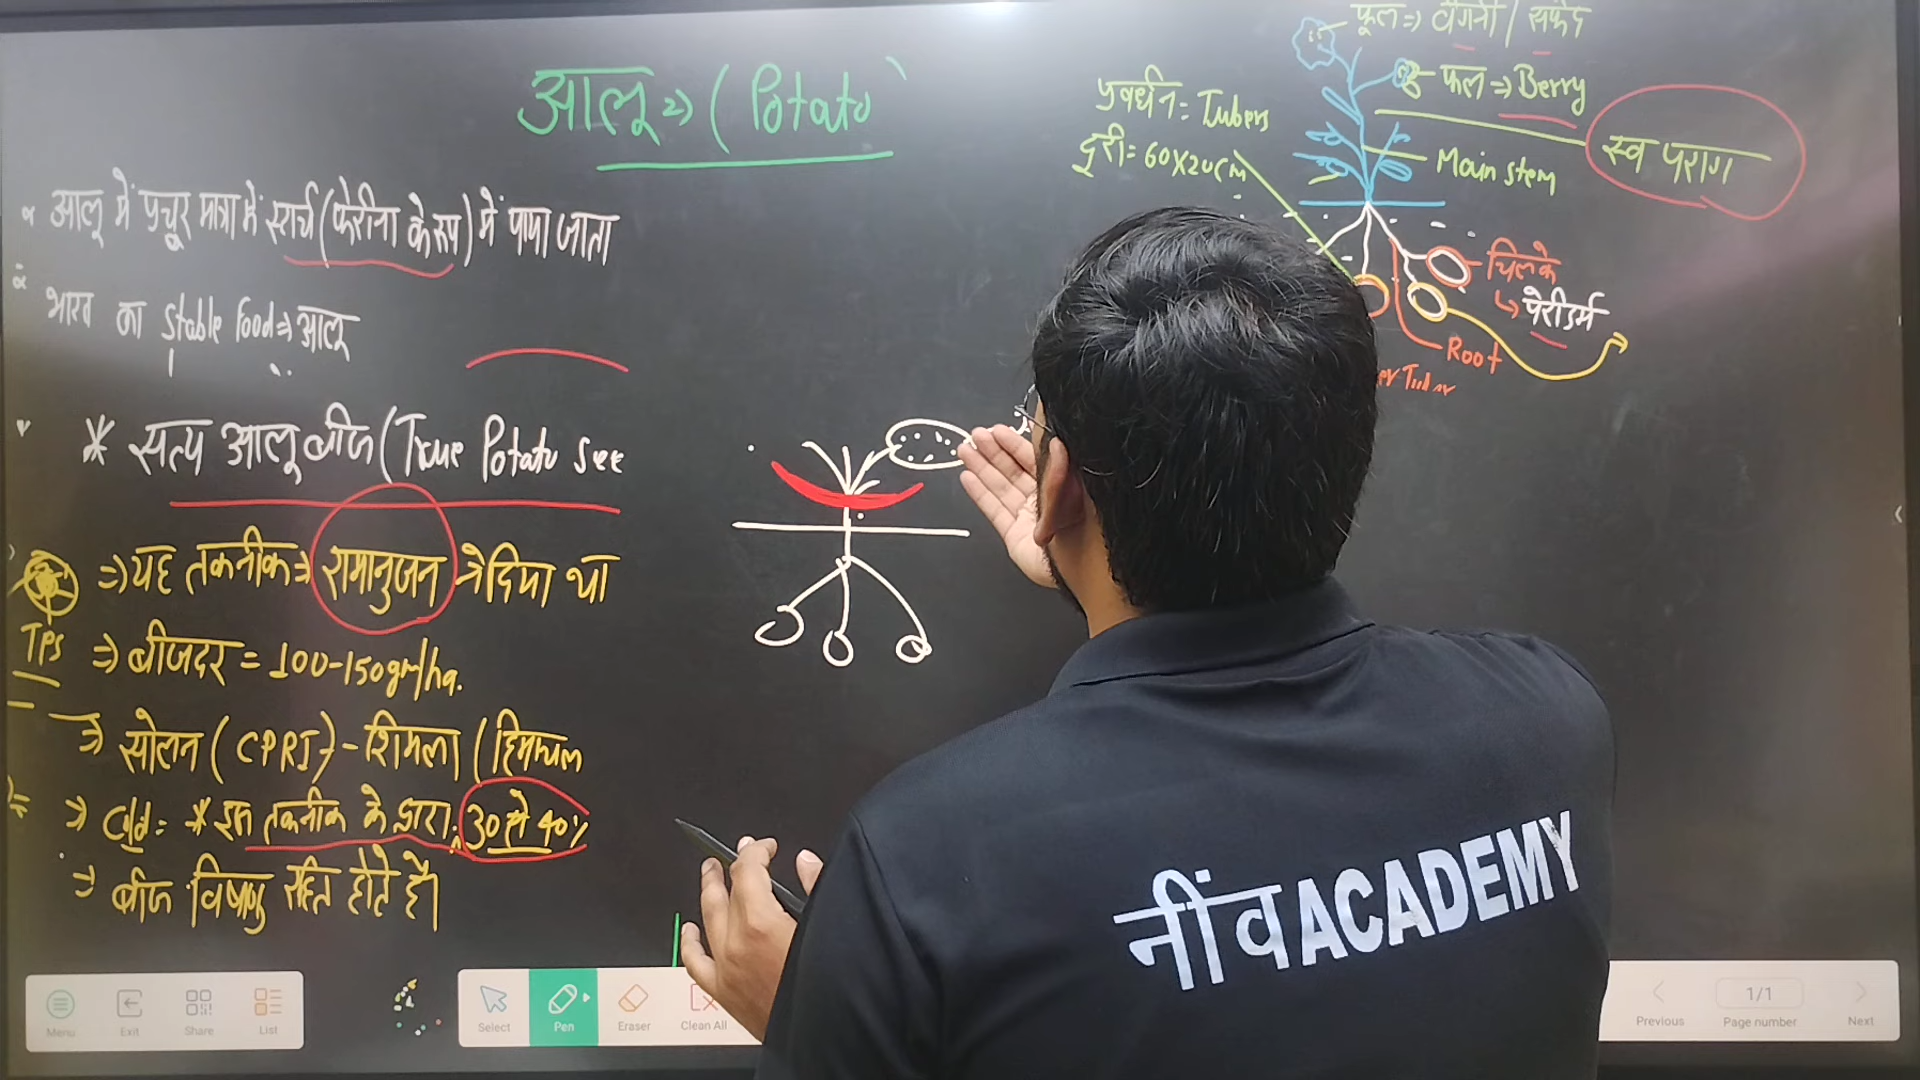 आलू ⇒ ( Potato
* आलू में प्रचूर मात्रा में स्टार्च (फेरीना के रूप) में पाया जाता
भारत का Stable Food ⇒ आलू
* सत्य आलू बीज (True Potato See
⇒ यह तकनीक ⇒ रामानुजन ने दिया था
TPS
⇒ बीजदर = 100-150gm/ha.
⇒ सोलन (CPRI) - शिमला (हिमाचल
⇒ * इस तकनीक के द्वारा 30 से 40%
⇒ बीज विषाणु रहित होते है।
फूल ⇒ बैंगनी / सफेद
फल ⇒ Berry
प्रवर्धन = Tubers
दूरी = 60X20cm
स्व पराग
Main stem
चिलके
↳ पेरीडर्म
Root
नींव ACADEMY
Menu
Exit
Share
List
Select
Pen
Eraser
Clean All
Previous
1/1
Page number
Next